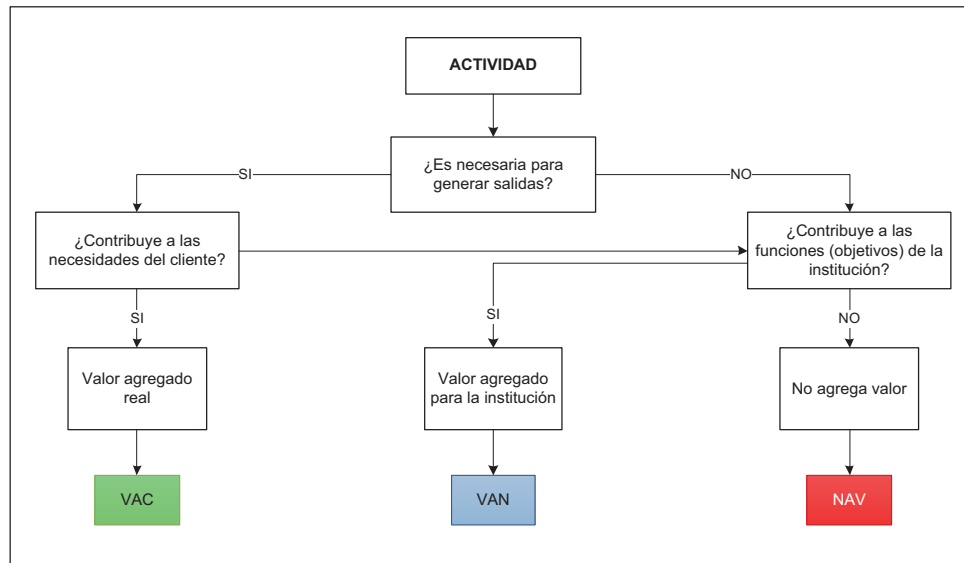 ACTIVIDAD
¿Es necesaria para
generar salidas?
SI
NO
¿Contribuye a las
necesidades del cliente?
¿Contribuye a las
funciones (objetivos) de la
institución?
SI
SI
NO
Valor agregado
real
Valor agregado
para la institución
No agrega valor
VAC
VAN
NAV